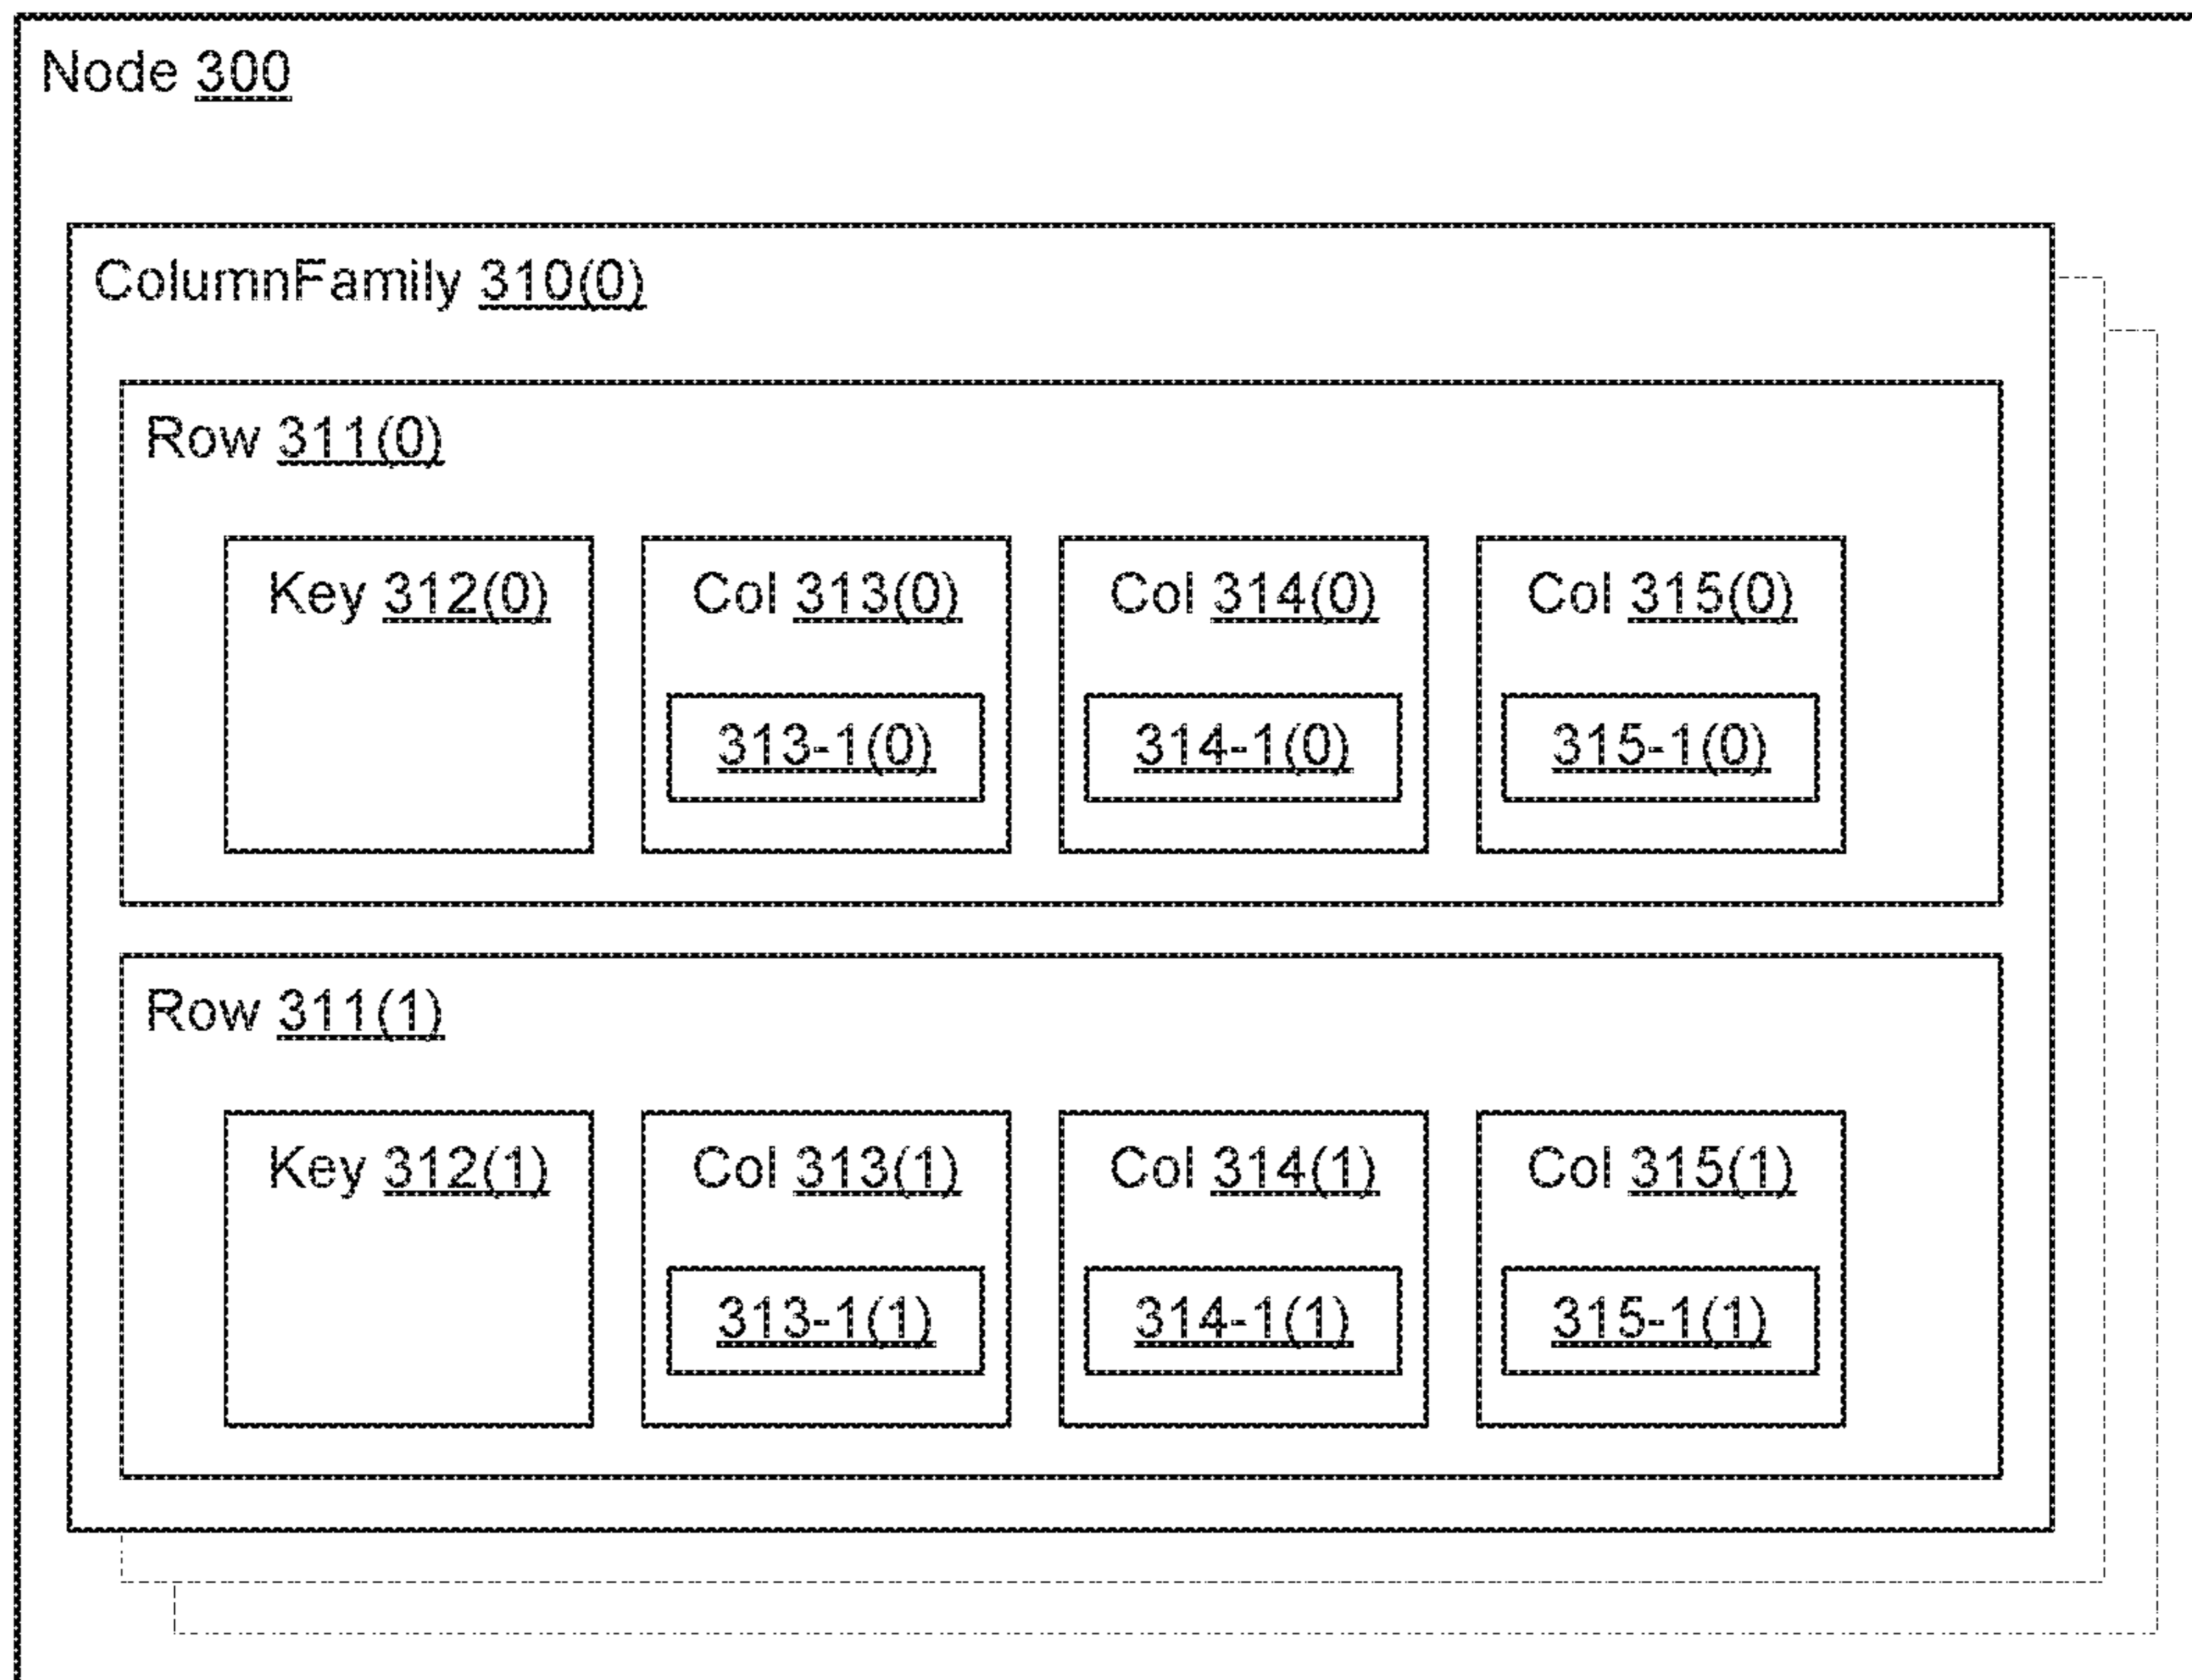 Node 300
ColumnFamily 310(0)
Row 311(0)
Key 312(0) Col 313(0) Col 314(0) Col 315(0)
313-1(0) 314-1(0) 315-1(0)
Row 311(1)
Key 312(1) Col 313(1) Col 314(1) Col 315(1)
313-1(1) 314-1(1) 315-1(1)